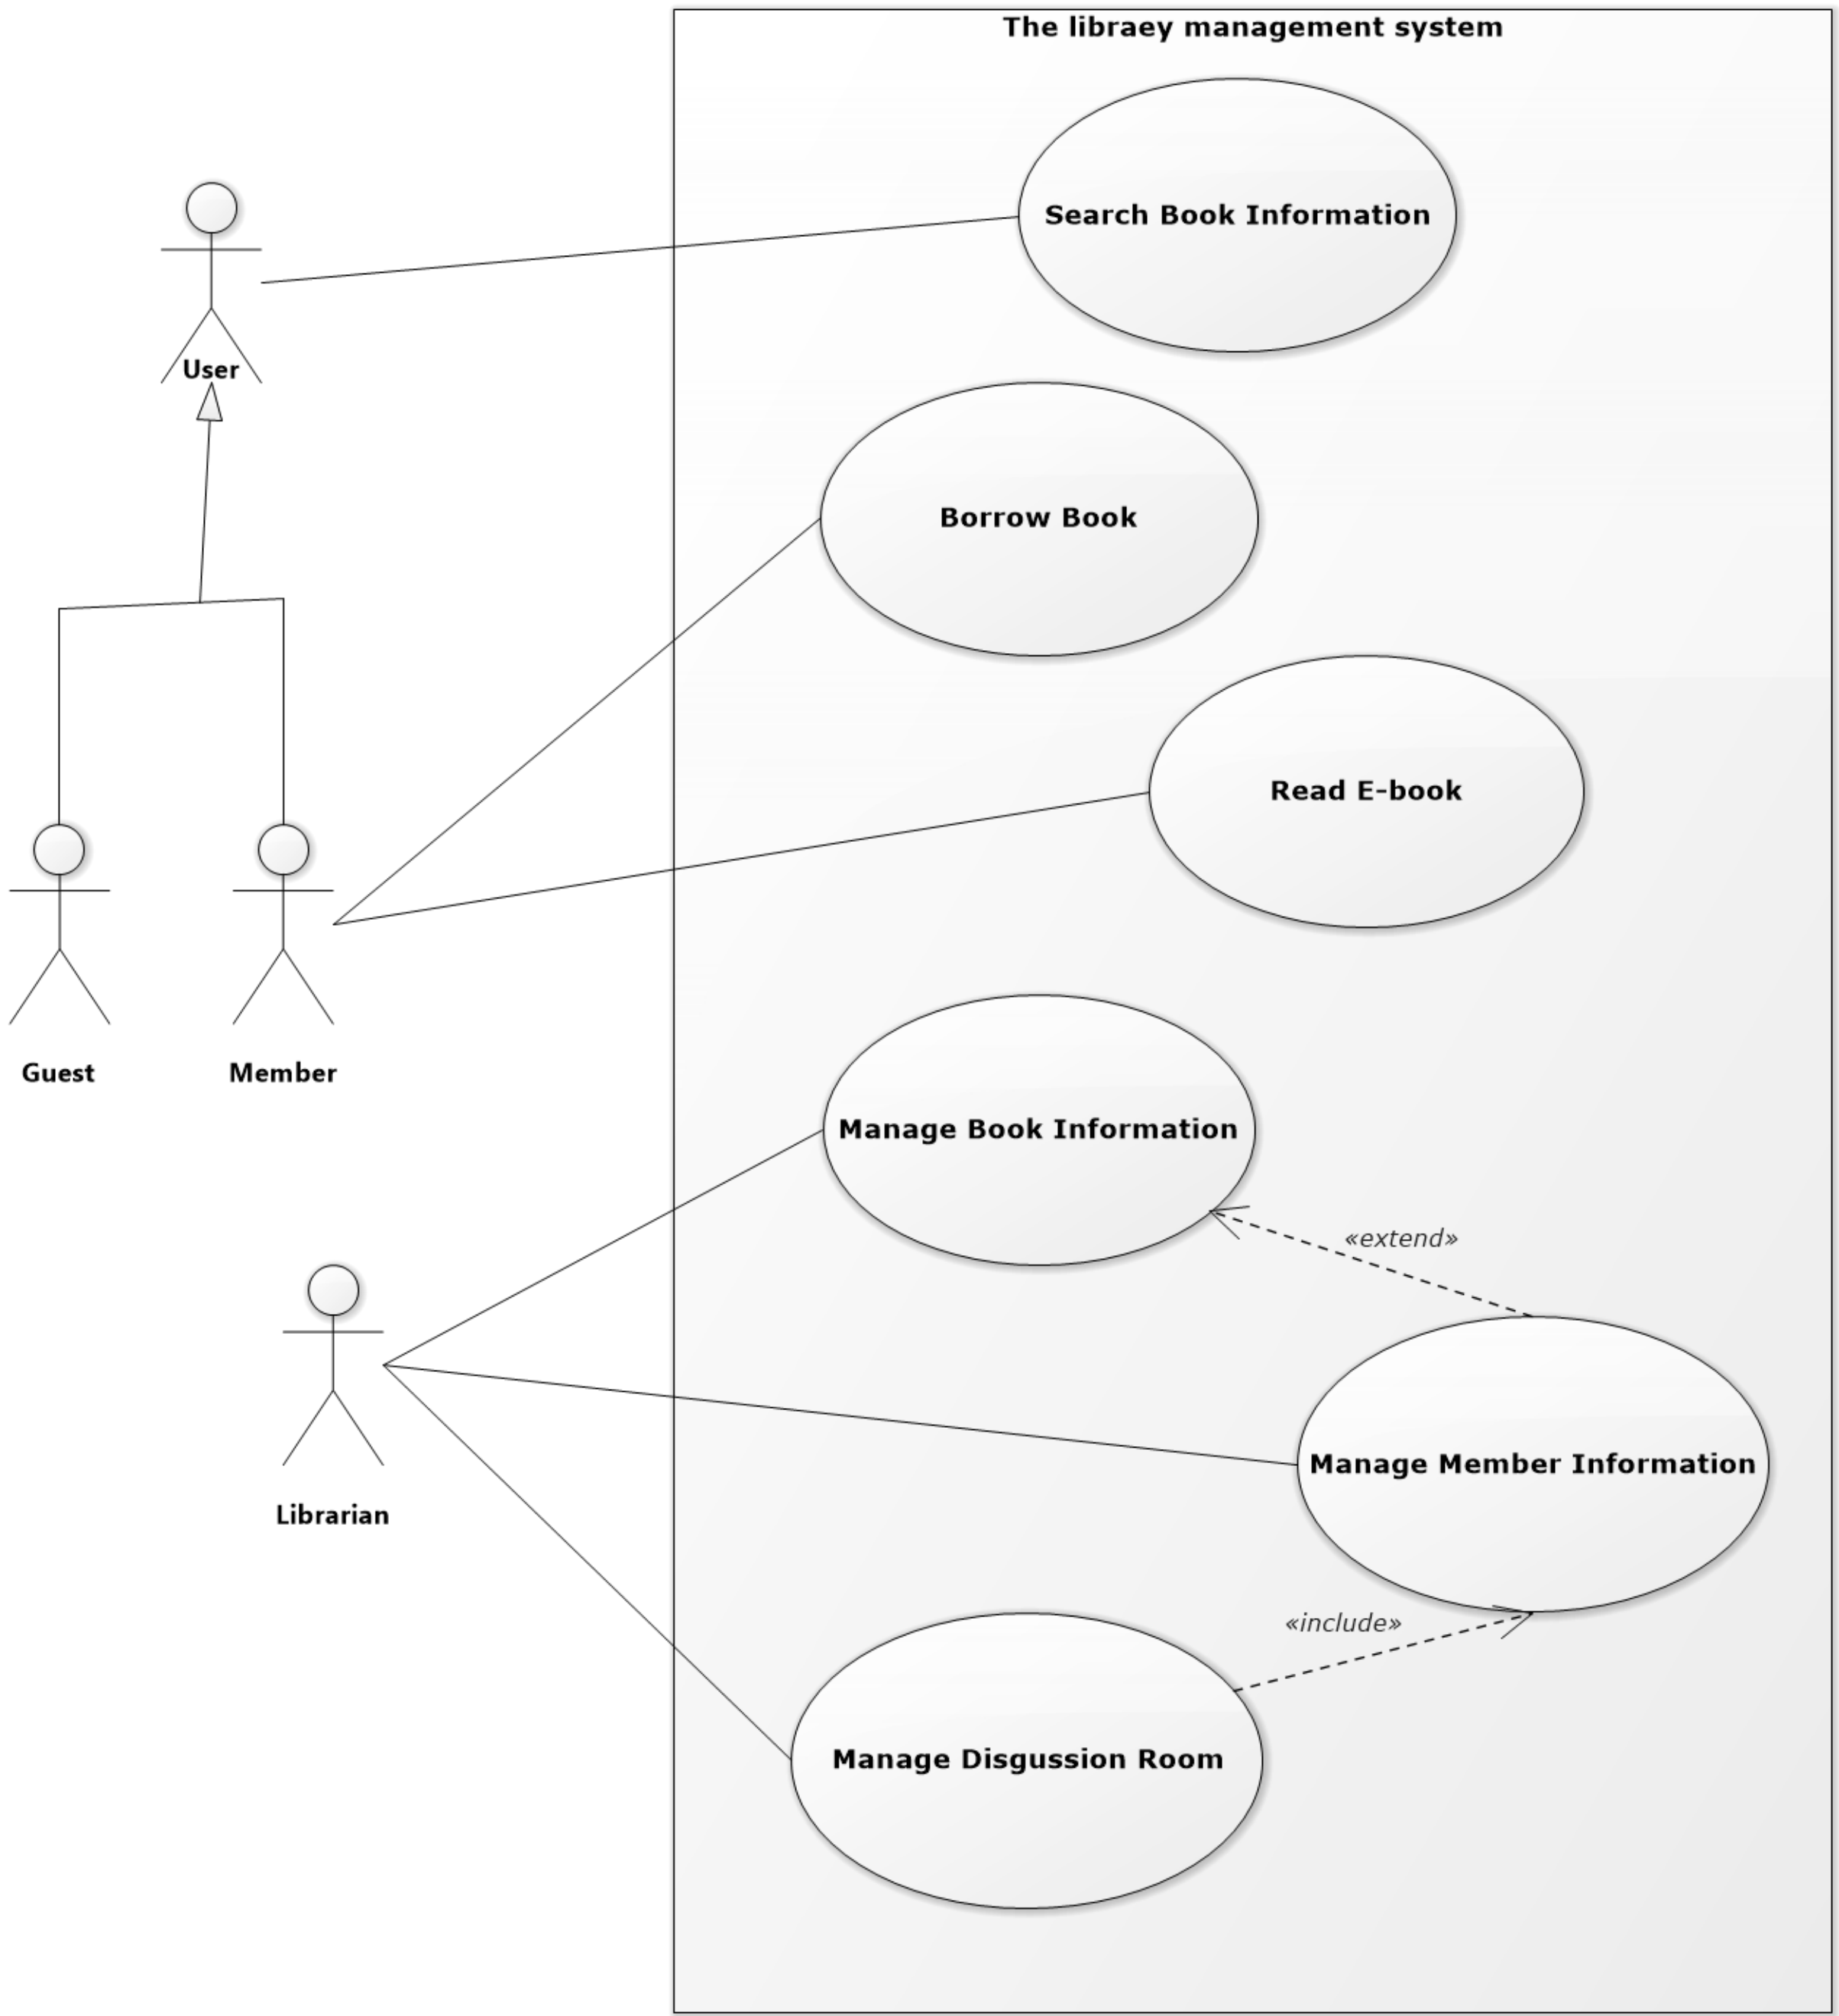 The libraey management system
Search Book Information
User
Borrow Book
Read E-book
Guest
Member
Manage Book Information
«extend»
Manage Member Information
Librarian
«include»
Manage Disgussion Room